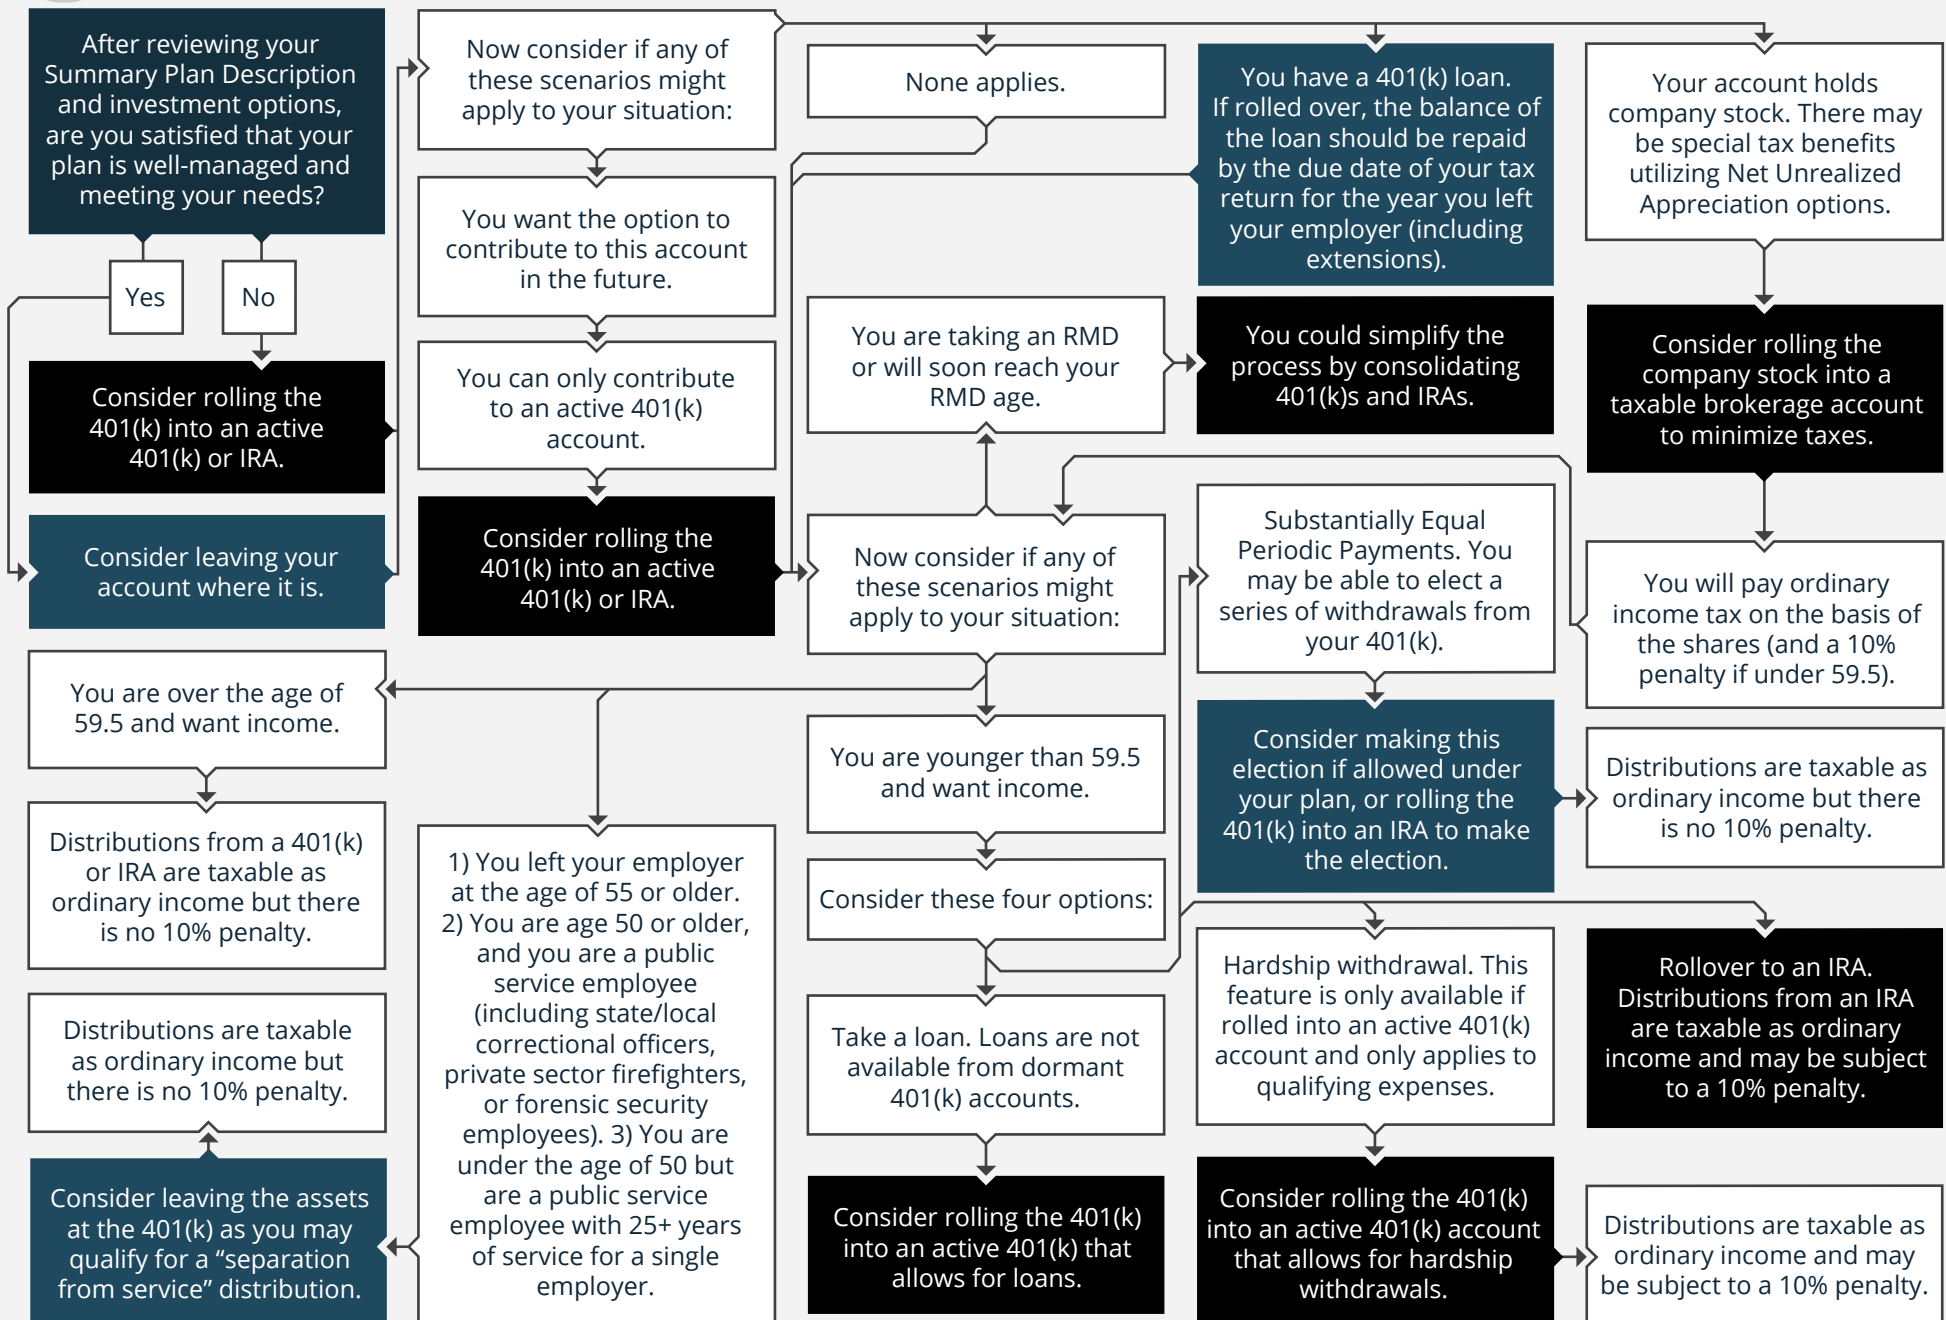 After reviewing your
Summary Plan Description
and investment options,
are you satisfied that your
plan is well-managed and
meeting your needs?
Yes
No
Consider rolling the
401(k) into an active
401(k) or IRA.
Consider leaving your
account where it is.
Now consider if any of
these scenarios might
apply to your situation:
You want the option to
contribute to this account
in the future.
You can only contribute
to an active 401(k)
account.
Consider rolling the
401(k) into an active
401(k) or IRA.
None applies.
You have a 401(k) loan.
If rolled over, the balance of
the loan should be repaid
by the due date of your tax
return for the year you left
your employer (including
extensions).
Your account holds
company stock. There may
be special tax benefits
utilizing Net Unrealized
Appreciation options.
Consider rolling the
company stock into a
taxable brokerage account
to minimize taxes.
You will pay ordinary
income tax on the basis of
the shares (and a 10%
penalty if under 59.5).
Now consider if any of
these scenarios might
apply to your situation:
You are taking an RMD
or will soon reach your
RMD age.
You could simplify the
process by consolidating
401(k)s and IRAs.
You are over the age of
59.5 and want income.
Distributions from a 401(k)
or IRA are taxable as
ordinary income but there
is no 10% penalty.
1) You left your employer
at the age of 55 or older.
2) You are age 50 or older,
and you are a public
service employee
(including state/local
correctional officers,
private sector firefighters,
or forensic security
employees). 3) You are
under the age of 50 but
are a public service
employee with 25+ years
of service for a single
employer.
Consider leaving the assets
at the 401(k) as you may
qualify for a “separation
from service” distribution.
Distributions are taxable
as ordinary income but
there is no 10% penalty.
You are younger than 59.5
and want income.
Consider these four options:
Take a loan. Loans are not
available from dormant
401(k) accounts.
Consider rolling the 401(k)
into an active 401(k) that
allows for loans.
Substantially Equal
Periodic Payments. You
may be able to elect a
series of withdrawals from
your 401(k).
Consider making this
election if allowed under
your plan, or rolling the
401(k) into an IRA to make
the election.
Distributions are taxable as
ordinary income but there
is no 10% penalty.
Hardship withdrawal. This
feature is only available if
rolled into an active 401(k)
account and only applies to
qualifying expenses.
Consider rolling the 401(k)
into an active 401(k) account
that allows for hardship
withdrawals.
Distributions are taxable as
ordinary income and may
be subject to a 10% penalty.
Rollover to an IRA.
Distributions from an IRA
are taxable as ordinary
income and may be subject
to a 10% penalty.